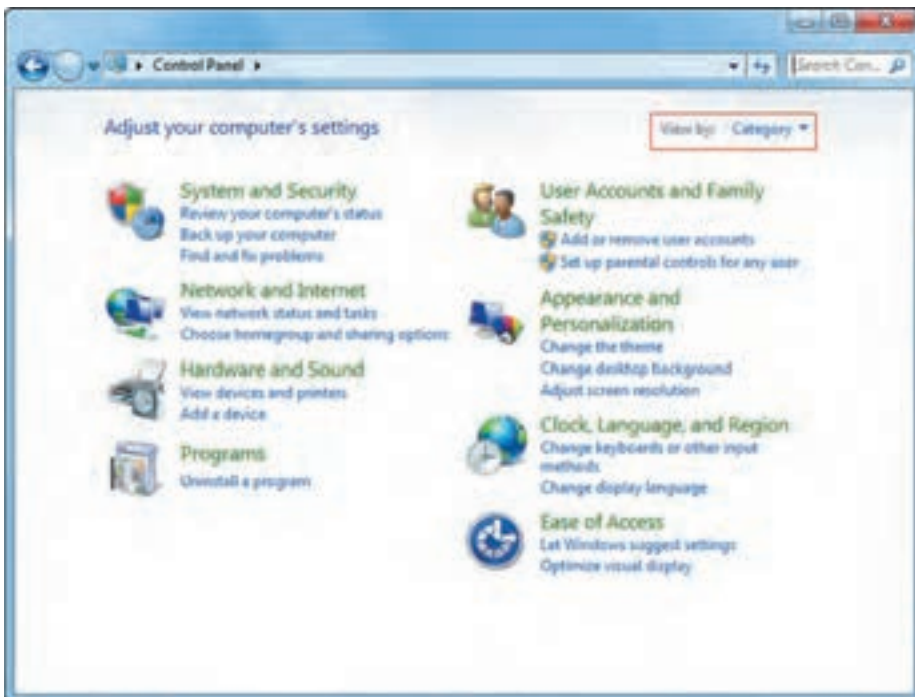 Control Panel
Search Con...
Adjust your computer's settings
View by: Category
System and Security
Review your computer's status
Back up your computer
Find and fix problems
Network and Internet
View network status and tasks
Choose homegroup and sharing options
Hardware and Sound
View devices and printers
Add a device
Programs
Uninstall a program
User Accounts and Family
Safety
Add or remove user accounts
Set up parental controls for any user
Appearance and
Personalization
Change the theme
Change desktop background
Adjust screen resolution
Clock, Language, and Region
Change keyboards or other input
methods
Change display language
Ease of Access
Let Windows suggest settings
Optimize visual display